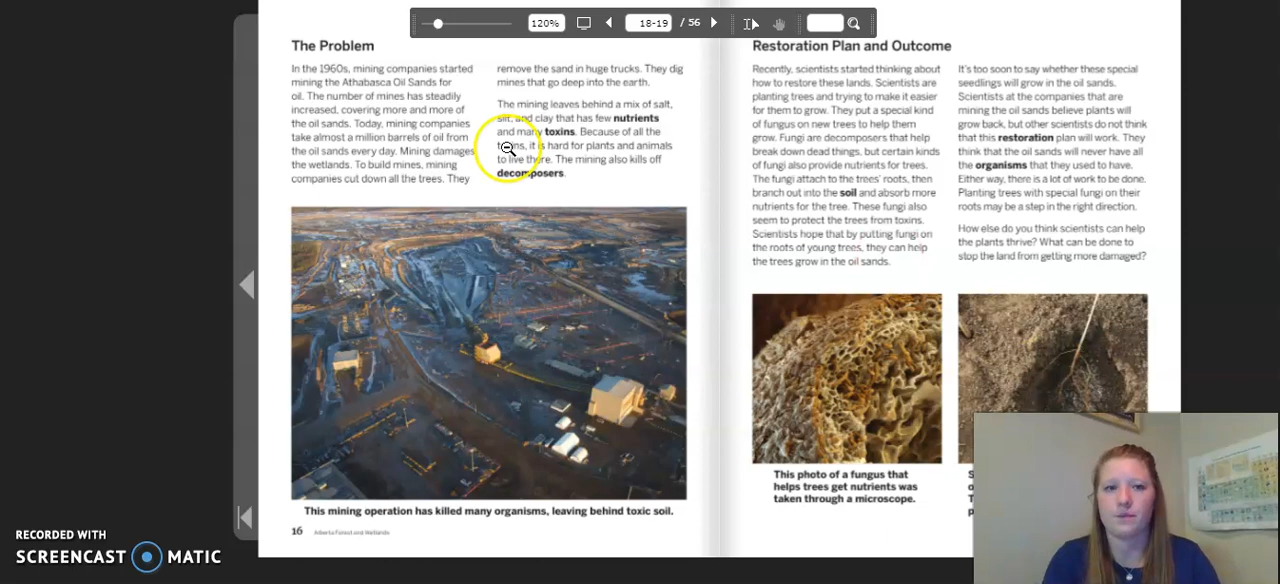 120%
18-19 / 56
The Problem
In the 1960s, mining companies started
mining the Athabasca Oil Sands for
oil. The number of mines has steadily
increased, covering more and more of
the oil sands. Today, mining companies
take almost a million barrels of oil from
the oil sands every day. Mining damages
the wetlands. To build mines, mining
companies cut down all the trees. They
remove the sand in huge trucks. They dig
mines that go deep into the earth.
The mining leaves behind a mix of salt,
silt, and clay that has few nutrients
and many toxins. Because of all the
toxins, it is hard for plants and animals
to live there. The mining also kills off
decomposers.
This mining operation has killed many organisms, leaving behind toxic soil.
16 Alberta Forest and Wetlands
Restoration Plan and Outcome
Recently, scientists started thinking about
how to restore these lands. Scientists are
planting trees and trying to make it easier
for them to grow. They put a special kind
of fungus on new trees to help them
grow. Fungi are decomposers that help
break down dead things, but certain kinds
of fungi also provide nutrients for trees.
The fungi attach to the trees' roots, then
branch out into the soil and absorb more
nutrients for the tree. These fungi also
seem to protect the trees from toxins.
Scientists hope that by putting fungi on
the roots of young trees, they can help
the trees grow in the oil sands.
It's too soon to say whether these special
seedlings will grow in the oil sands.
Scientists at the companies that are
mining the oil sands believe plants will
grow back, but other scientists do not think
that this restoration plan will work. They
think that the oil sands will never have all
the organisms that they used to have.
Either way, there is a lot of work to be done.
Planting trees with special fungi on their
roots may be a step in the right direction.
How else do you think scientists can help
the plants thrive? What can be done to
stop the land from getting more damaged?
This photo of a fungus that
helps trees get nutrients was
taken through a microscope.
RECORDED WITH
SCREENCAST MATIC